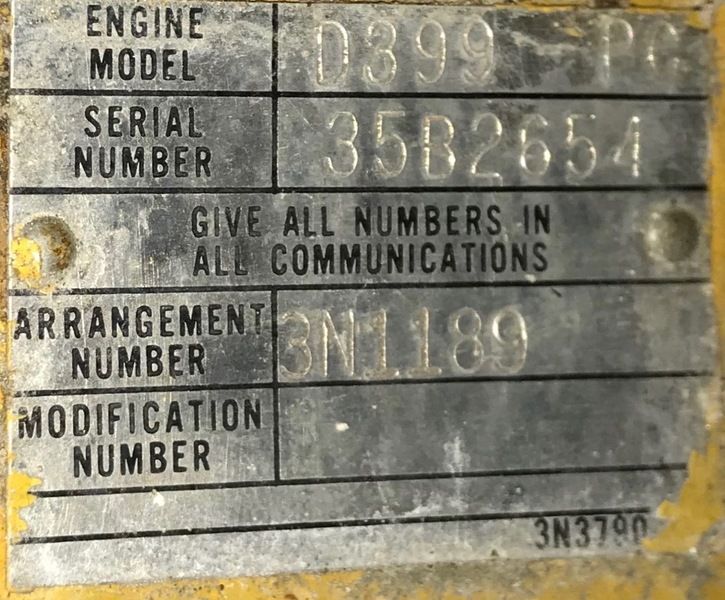 ENGINE MODEL D399 PC
SERIAL NUMBER 35B2654
GIVE ALL NUMBERS IN
ALL COMMUNICATIONS
ARRANGEMENT NUMBER 3N1189
MODIFICATION NUMBER
3N3790